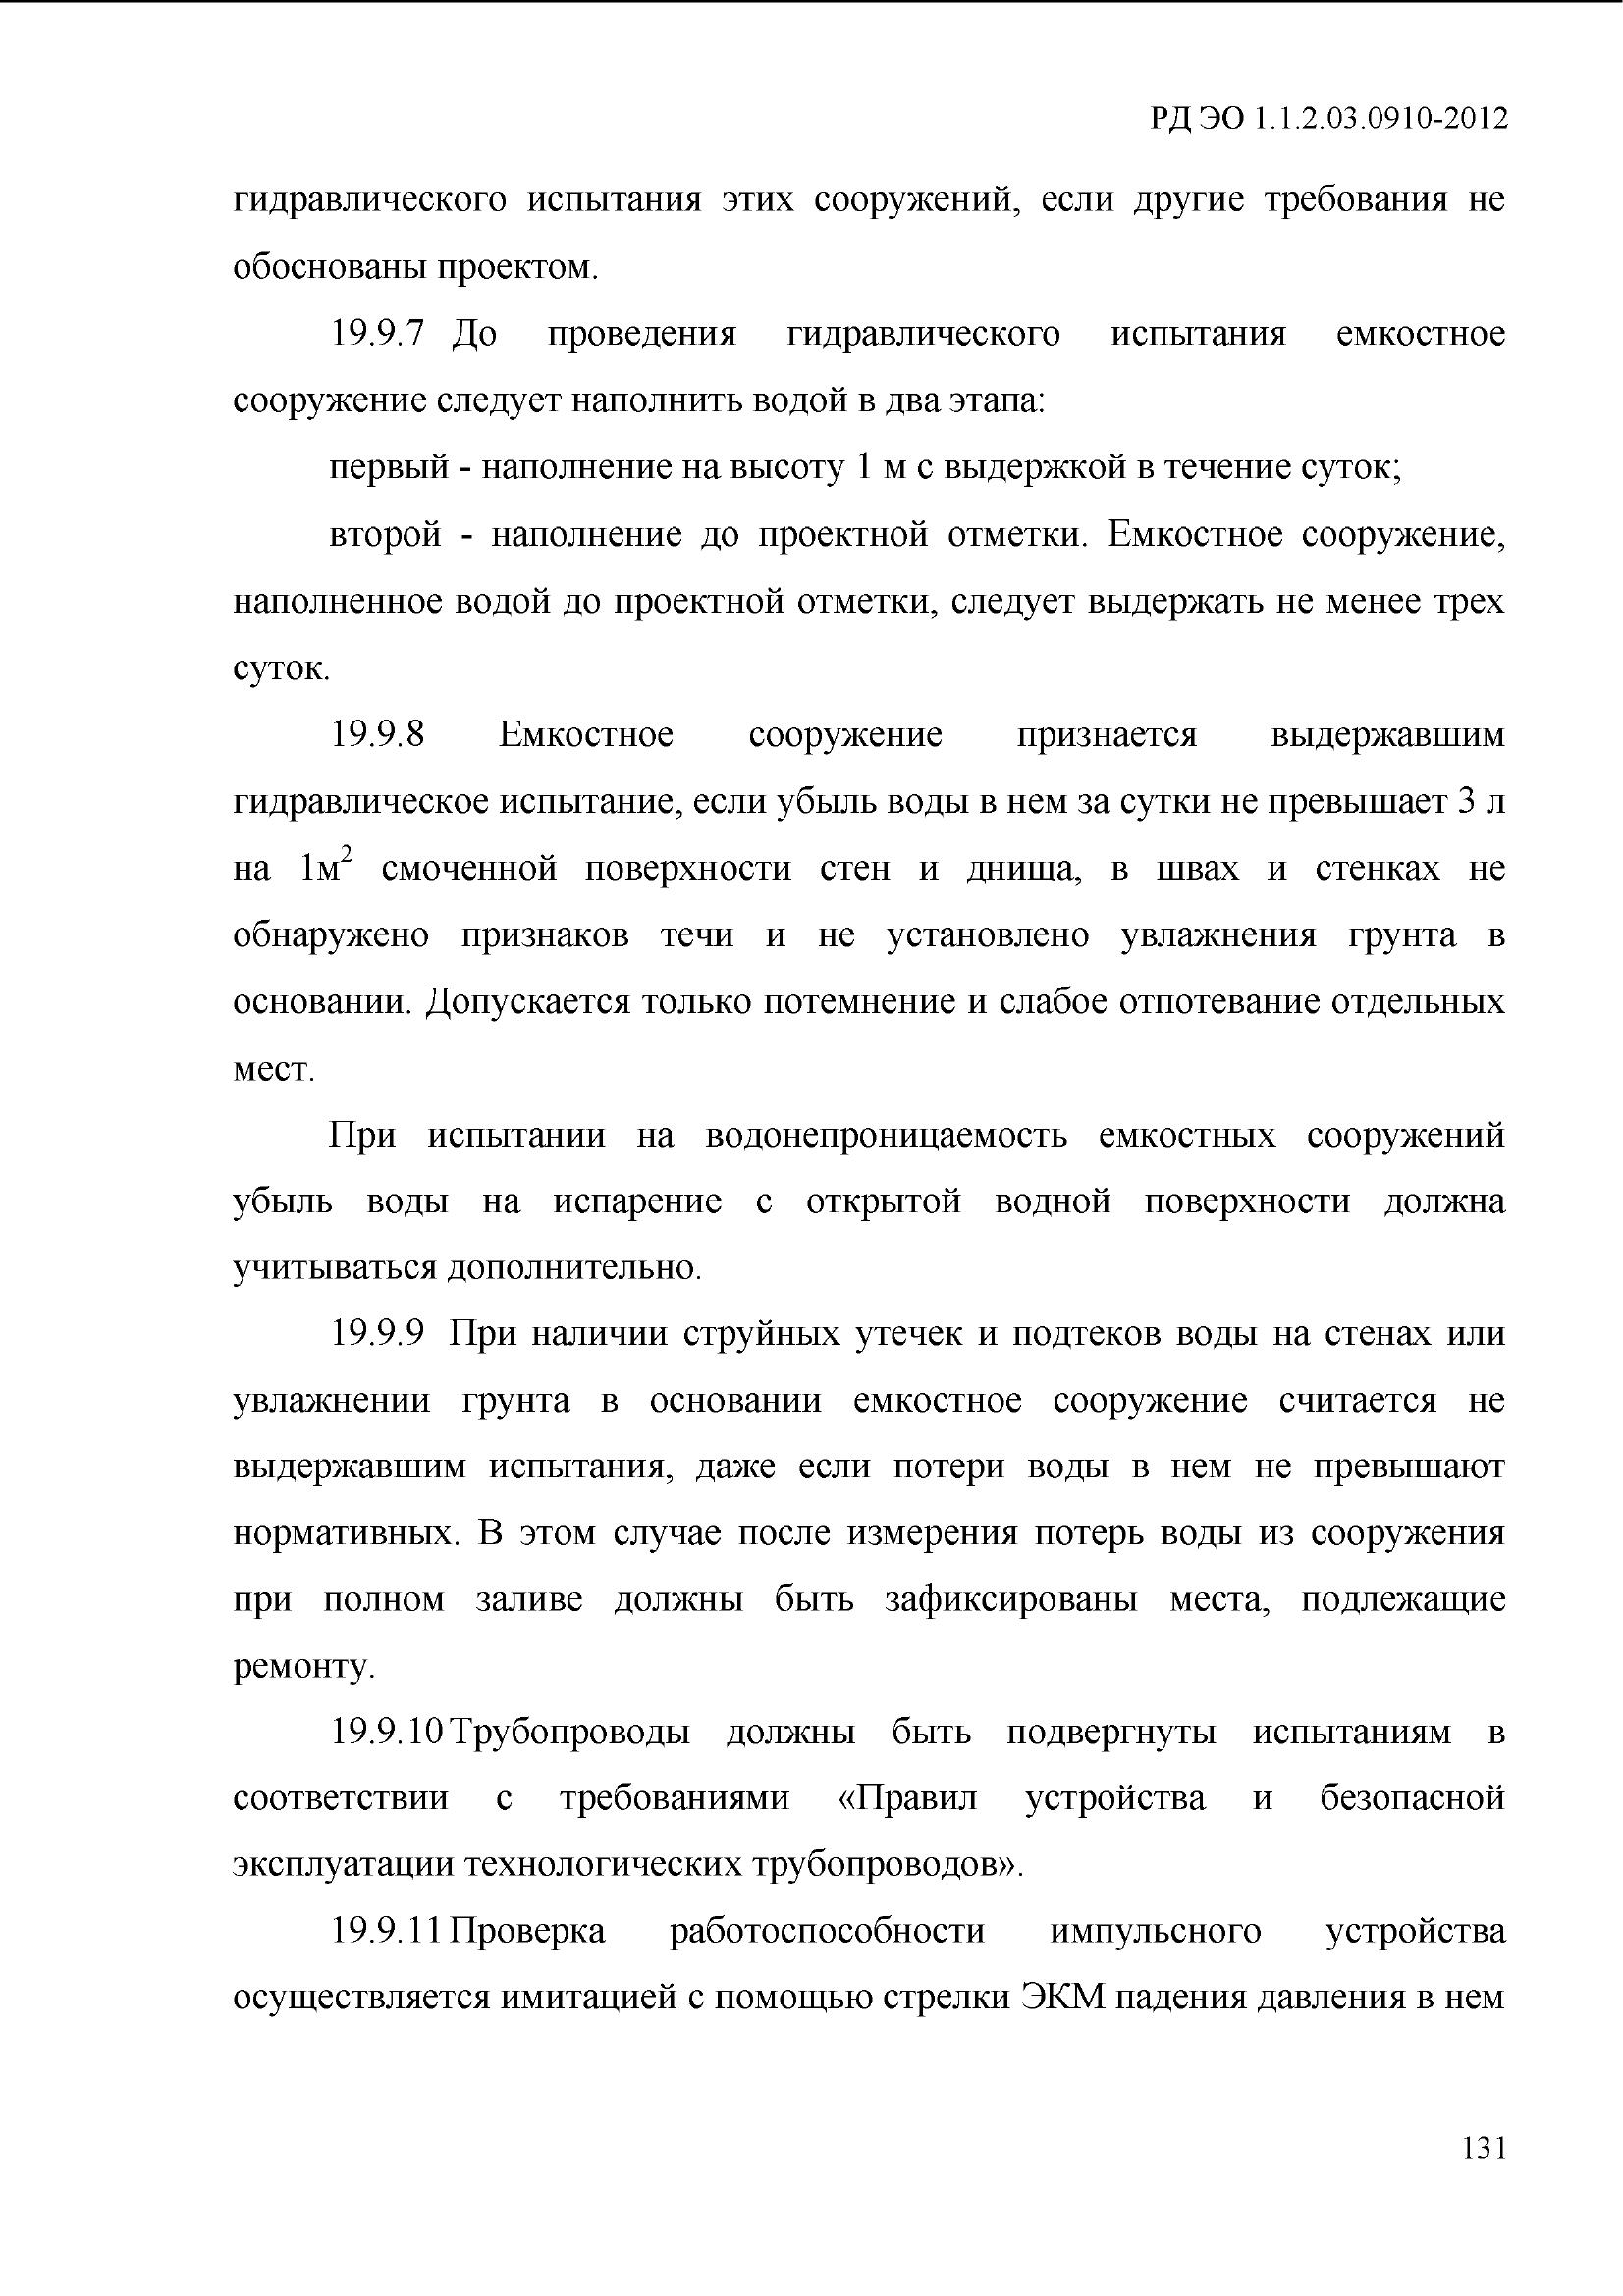 РД ЭО 1.1.2.03.0910-2012
гидравлического испытания этих сооружений, если другие требования не
обоснованы проектом.
19.9.7 До проведения гидравлического испытания емкостное
сооружение следует наполнить водой в два этапа:
первый - наполнение на высоту 1 м с выдержкой в течение суток;
второй - наполнение до проектной отметки. Емкостное сооружение,
наполненное водой до проектной отметки, следует выдержать не менее трех
суток.
19.9.8 Емкостное сооружение признается выдержавшим
гидравлическое испытание, если убыль воды в нем за сутки не превышает 3 л
на 1м² смоченной поверхности стен и днища, в швах и стенках не
обнаружено признаков течи и не установлено увлажнения грунта в
основании. Допускается только потемнение и слабое отпотевание отдельных
мест.
При испытании на водонепроницаемость емкостных сооружений
убыль воды на испарение с открытой водной поверхности должна
учитываться дополнительно.
19.9.9 При наличии струйных утечек и подтеков воды на стенах или
увлажнении грунта в основании емкостное сооружение считается не
выдержавшим испытания, даже если потери воды в нем не превышают
нормативных. В этом случае после измерения потерь воды из сооружения
при полном заливе должны быть зафиксированы места, подлежащие
ремонту.
19.9.10 Трубопроводы должны быть подвергнуты испытаниям в
соответствии с требованиями «Правил устройства и безопасной
эксплуатации технологических трубопроводов».
19.9.11 Проверка работоспособности импульсного устройства
осуществляется имитацией с помощью стрелки ЭКМ падения давления в нем
131